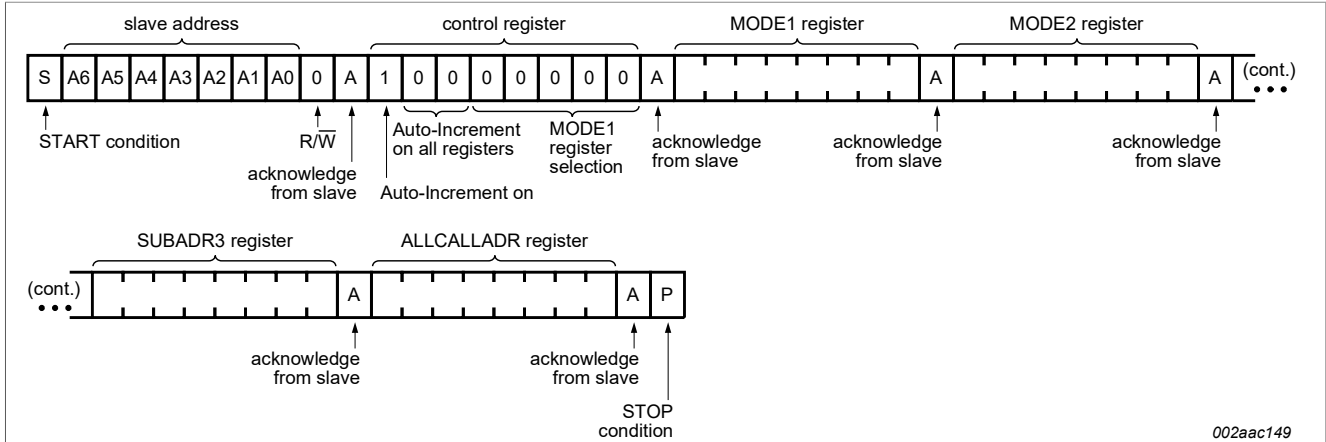 slave address
control register
MODE1 register
MODE2 register
S A6 A5 A4 A3 A2 A1 A0 0 A 1 0 0 0 0 0 0 0 A A A (cont.)
START condition
R/W̅
acknowledge
from slave
Auto-Increment
on all registers
Auto-Increment on
MODE1
register
selection
acknowledge
from slave
acknowledge
from slave
acknowledge
from slave
SUBADR3 register
ALLCALLADR register
(cont.) A A P
acknowledge
from slave
acknowledge
from slave
STOP
condition
002aac149